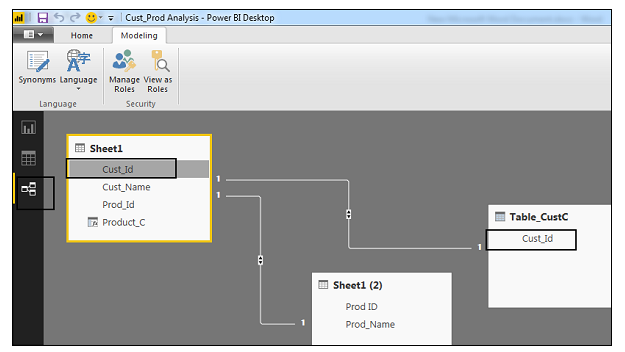 Cust_Prod Analysis - Power BI Desktop
Home Modeling
Synonyms Language Manage Roles View as Roles
Language Security
Sheet1
Cust_Id
Cust_Name
Prod_Id
Product_C
1
1
Table_CustC
Cust_Id
1
Sheet1 (2)
Prod ID
Prod_Name
1